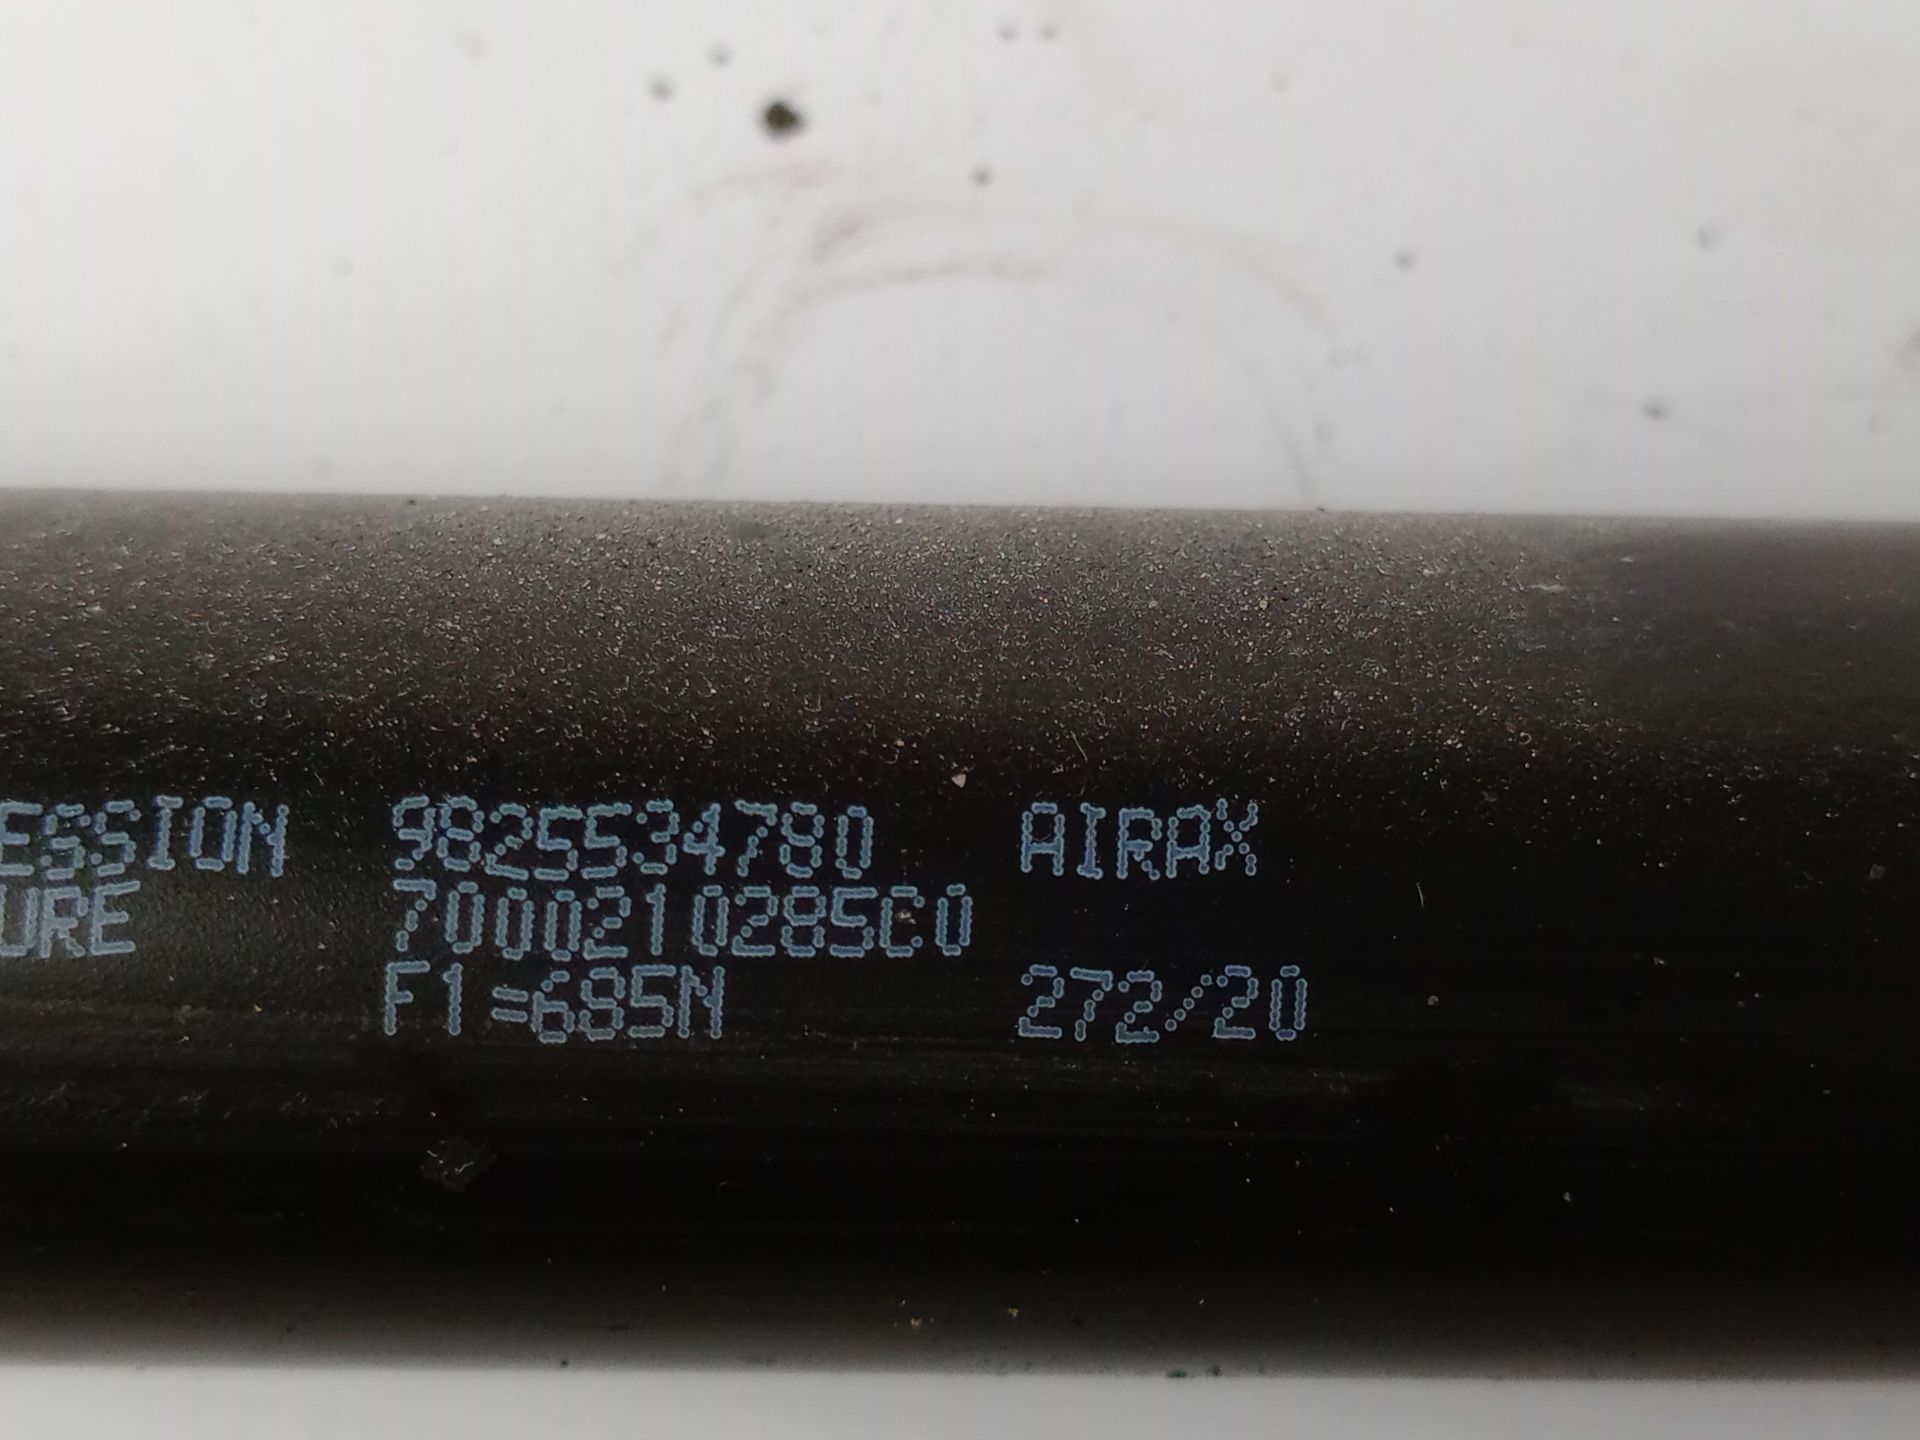 ESSION 9825534780 AIRAX
URE 7000210285C0
F1=685N 272/20